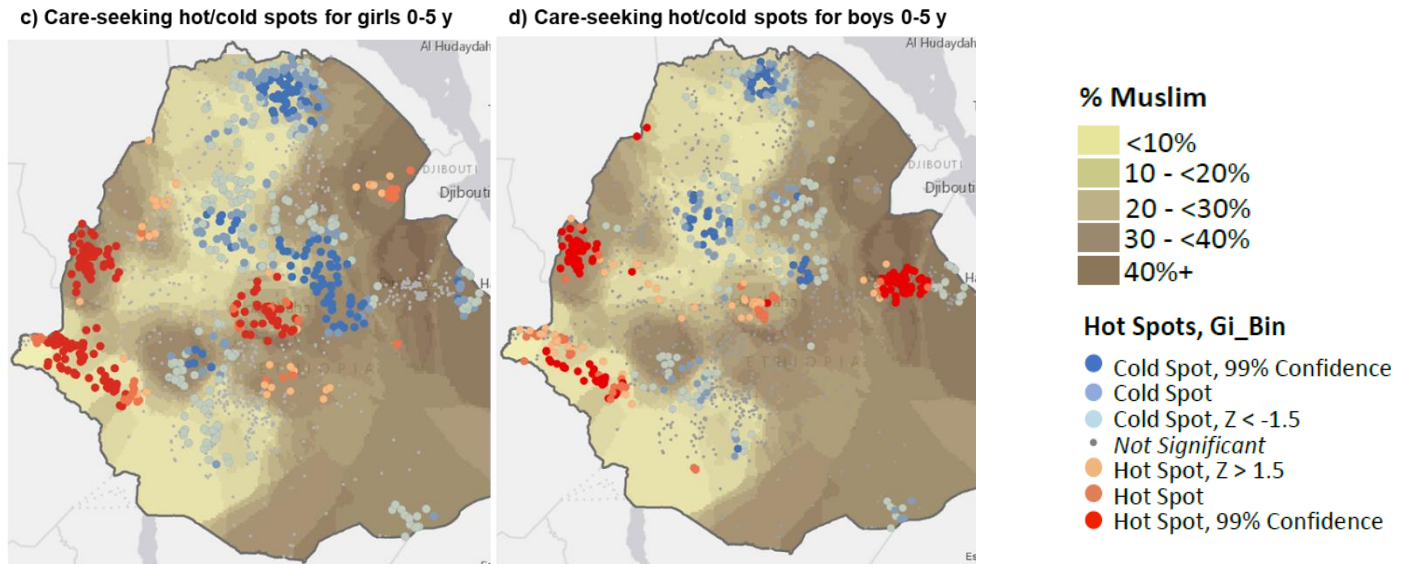 c) Care-seeking hot/cold spots for girls 0-5 y
d) Care-seeking hot/cold spots for boys 0-5 y
Al Hudaydah
DJIBOUTI
Djibouti
Al Hudaydah
DJIBOUTI
Djibouti
% Muslim
<10%
10 - <20%
20 - <30%
30 - <40%
40%+
Hot Spots, Gi_Bin
Cold Spot, 99% Confidence
Cold Spot
Cold Spot, Z < -1.5
Not Significant
Hot Spot, Z > 1.5
Hot Spot
Hot Spot, 99% Confidence